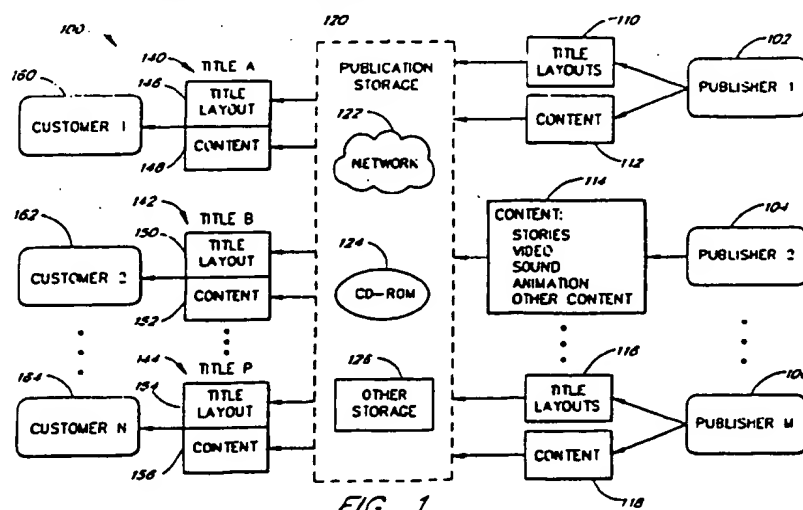 100
160
CUSTOMER 1
140
TITLE A
146
TITLE
LAYOUT
CONTENT
148
162
CUSTOMER 2
142
TITLE B
150
TITLE
LAYOUT
CONTENT
152
164
CUSTOMER N
144
TITLE P
154
TITLE
LAYOUT
CONTENT
156
120
PUBLICATION
STORAGE
122
NETWORK
124
CD-ROM
126
OTHER
STORAGE
110
TITLE
LAYOUTS
CONTENT
112
102
PUBLISHER 1
114
CONTENT:
STORIES
VIDEO
SOUND
ANIMATION
OTHER CONTENT
104
PUBLISHER 2
116
TITLE
LAYOUTS
CONTENT
118
PUBLISHER M
FIG. 1